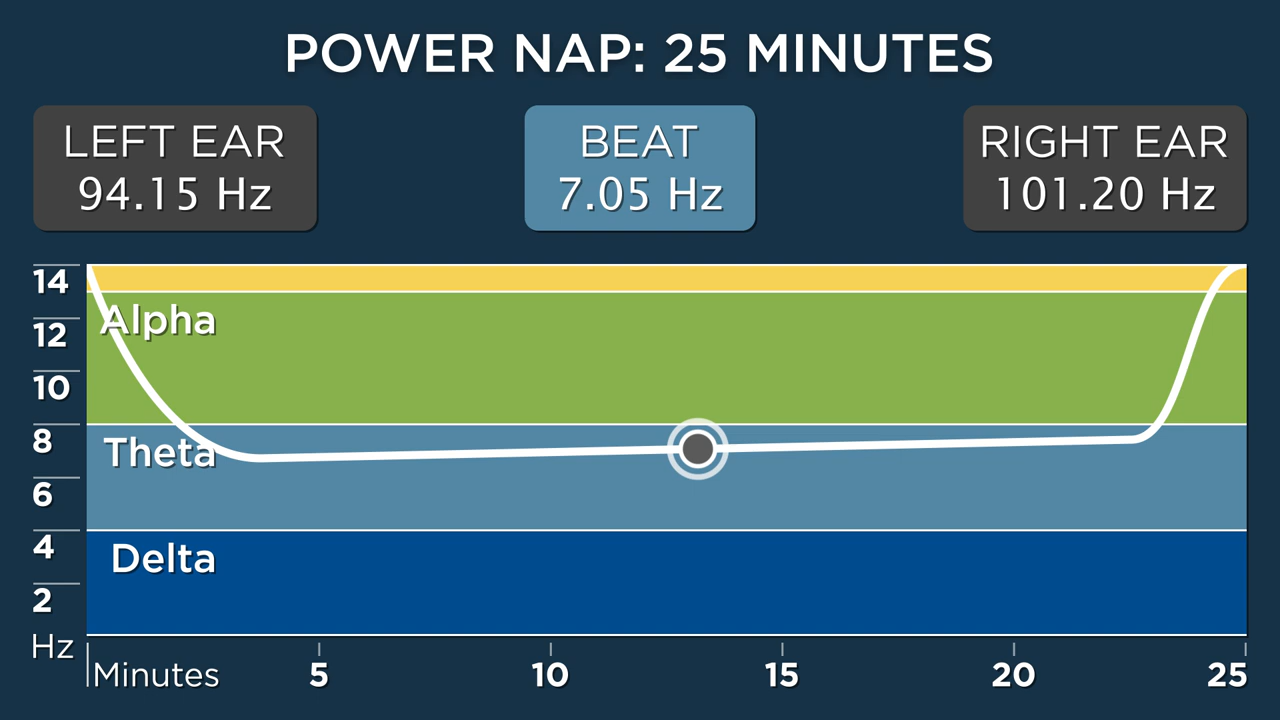 POWER NAP: 25 MINUTES
LEFT EAR
94.15 Hz
BEAT
7.05 Hz
RIGHT EAR
101.20 Hz
14
Alpha
12
10
8
Theta
6
4
Delta
2
Hz
Minutes 5 10 15 20 25